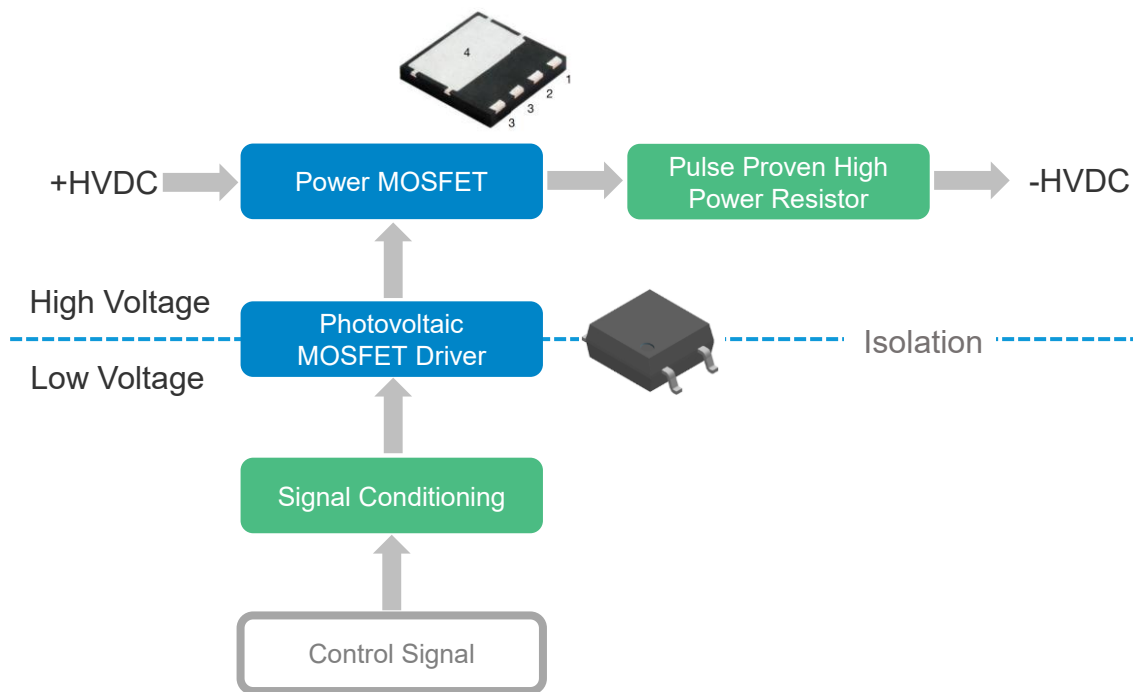 4
1
2
3
3
+HVDC
Power MOSFET
Pulse Proven High
Power Resistor
-HVDC
High Voltage
Photovoltaic
MOSFET Driver
Isolation
Low Voltage
Signal Conditioning
Control Signal